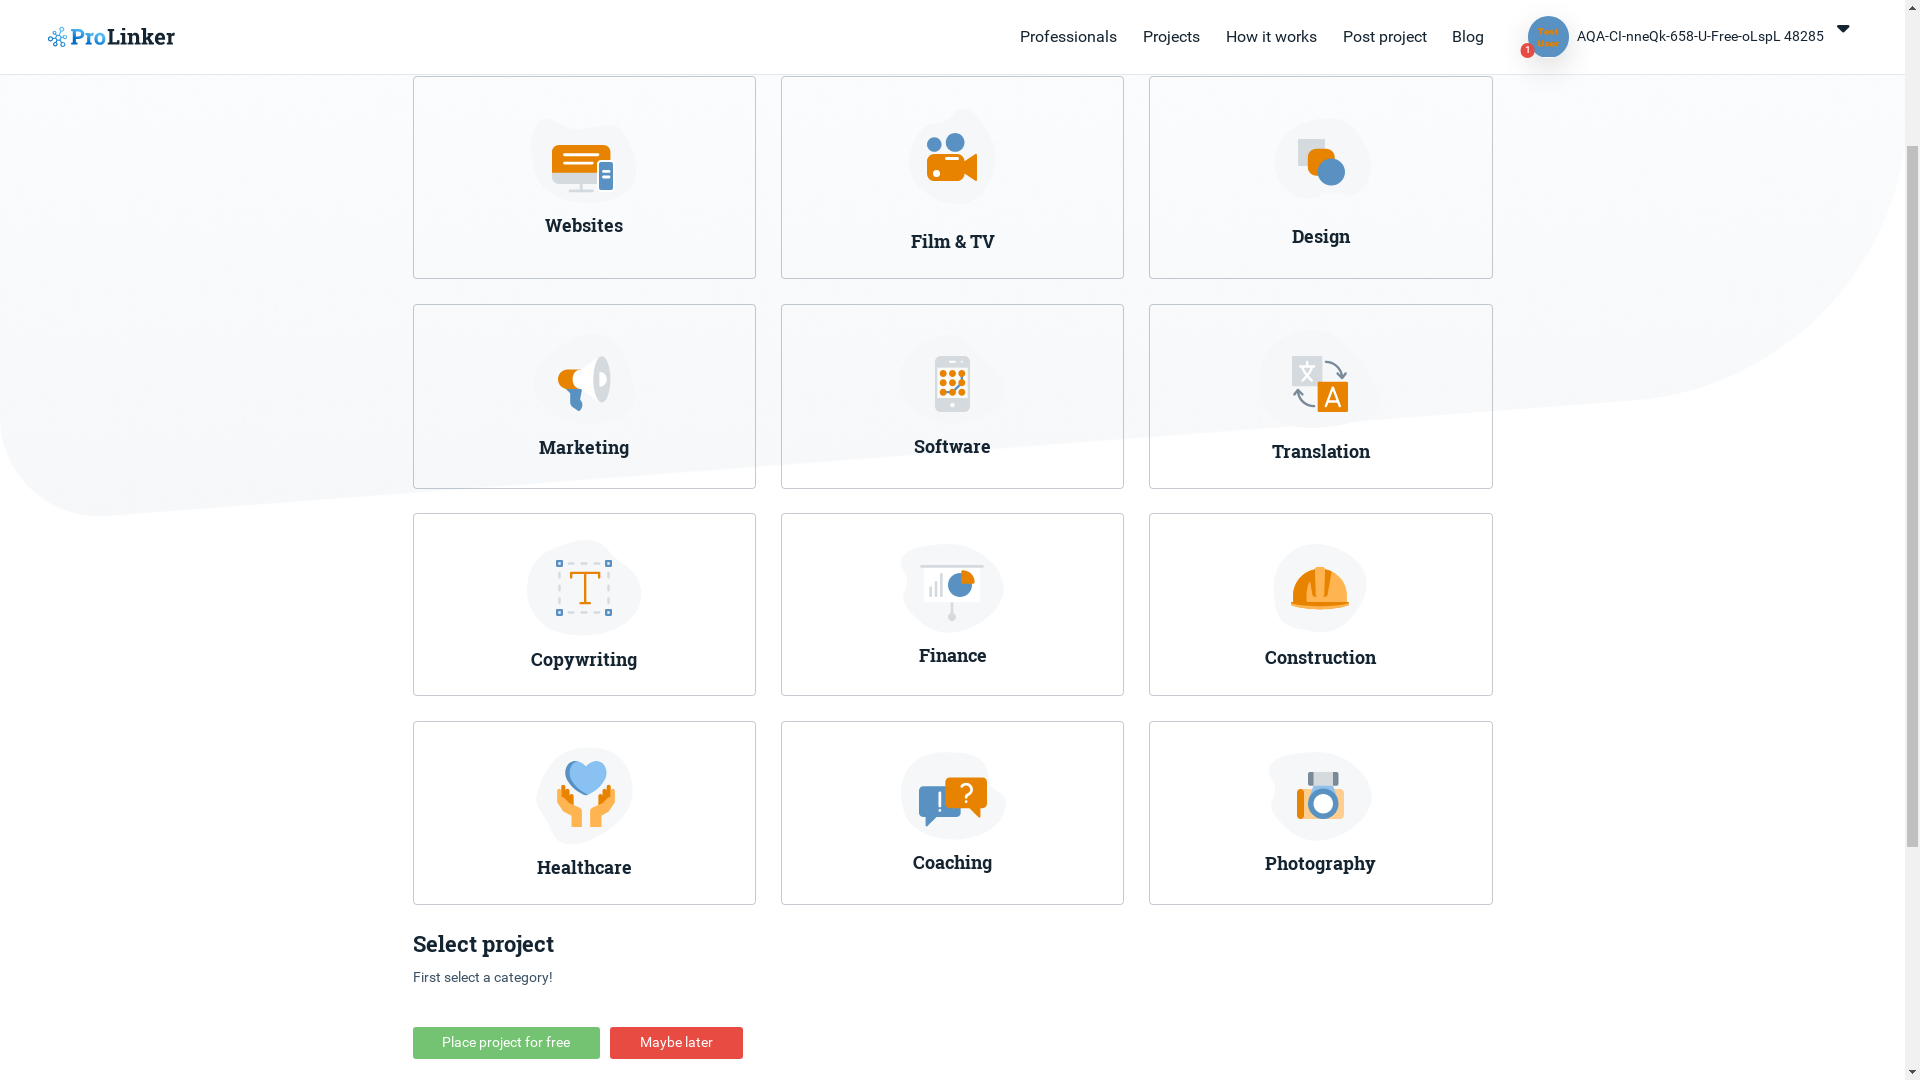 ProLinker
Professionals
Projects
How it works
Post project
Blog
Test
User
1
AQA-CI-nneQk-658-U-Free-oLspL 48285
Websites
Film & TV
Design
Marketing
Software
文
A
Translation
T
Copywriting
Finance
Construction
Healthcare
!
?
Coaching
Photography
Select project
First select a category!
Place project for free
Maybe later